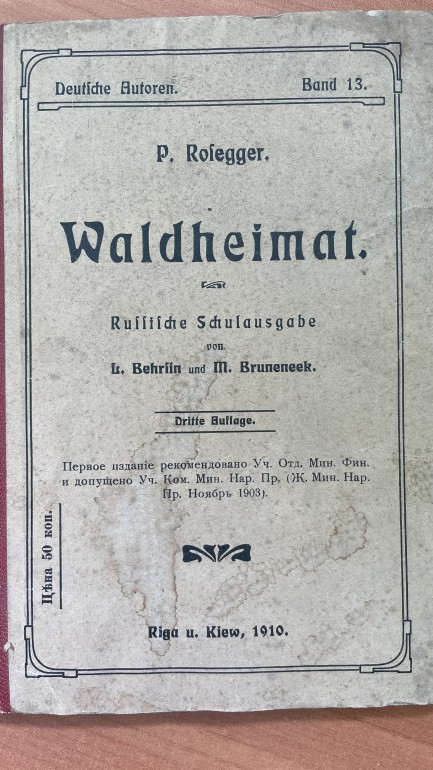 Deutſche Autoren. Band 13.
P. Roſegger.
Waldheimat.
Ruſſiſche Schulausgabe
von
L. Behrſin und M. Bruneneek.
Dritte Auflage.
Первое изданіе рекомендовано Уч. Отд. Мин. Фин.
и допущено Уч. Ком. Мин. Нар. Пр. (Ж. Мин. Нар.
Пр. Ноябрь 1903).
Цѣна 50 коп.
Riga u. Kiew, 1910.